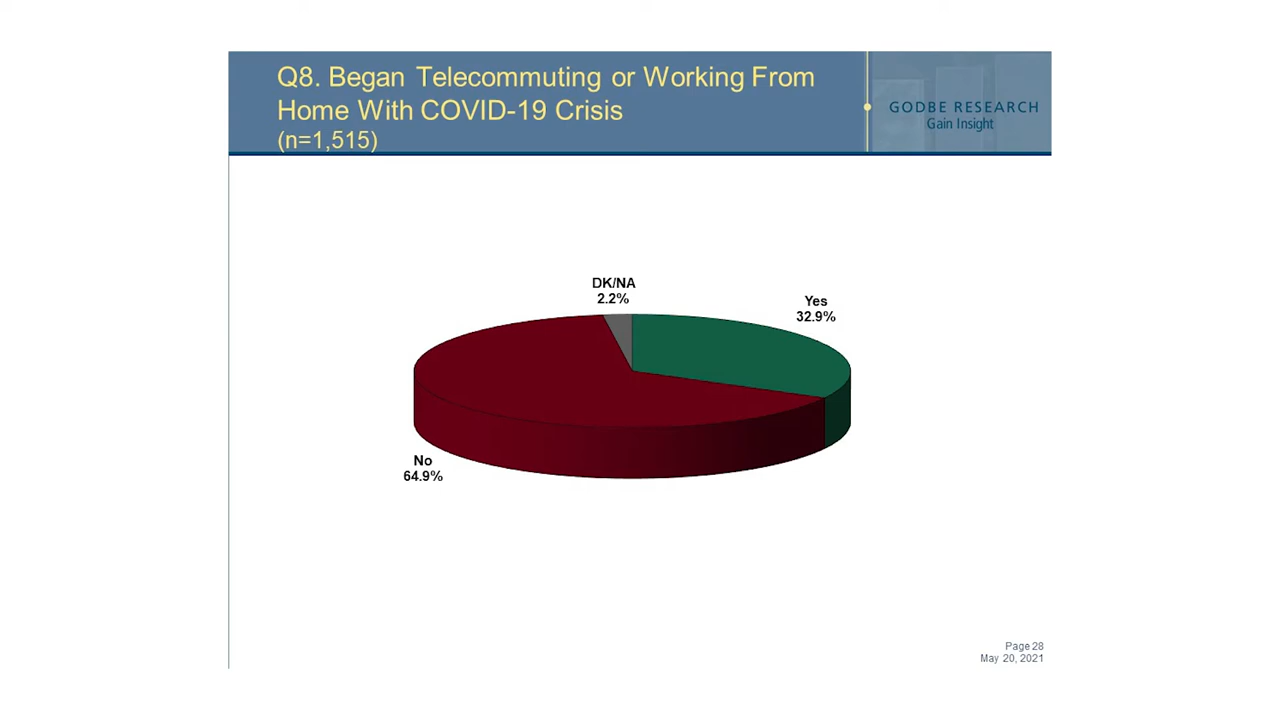 Q8. Began Telecommuting or Working From
Home With COVID-19 Crisis
(n=1,515)
GODBE RESEARCH
Gain Insight
DK/NA
2.2%
Yes
32.9%
No
64.9%
Page 28
May 20, 2021